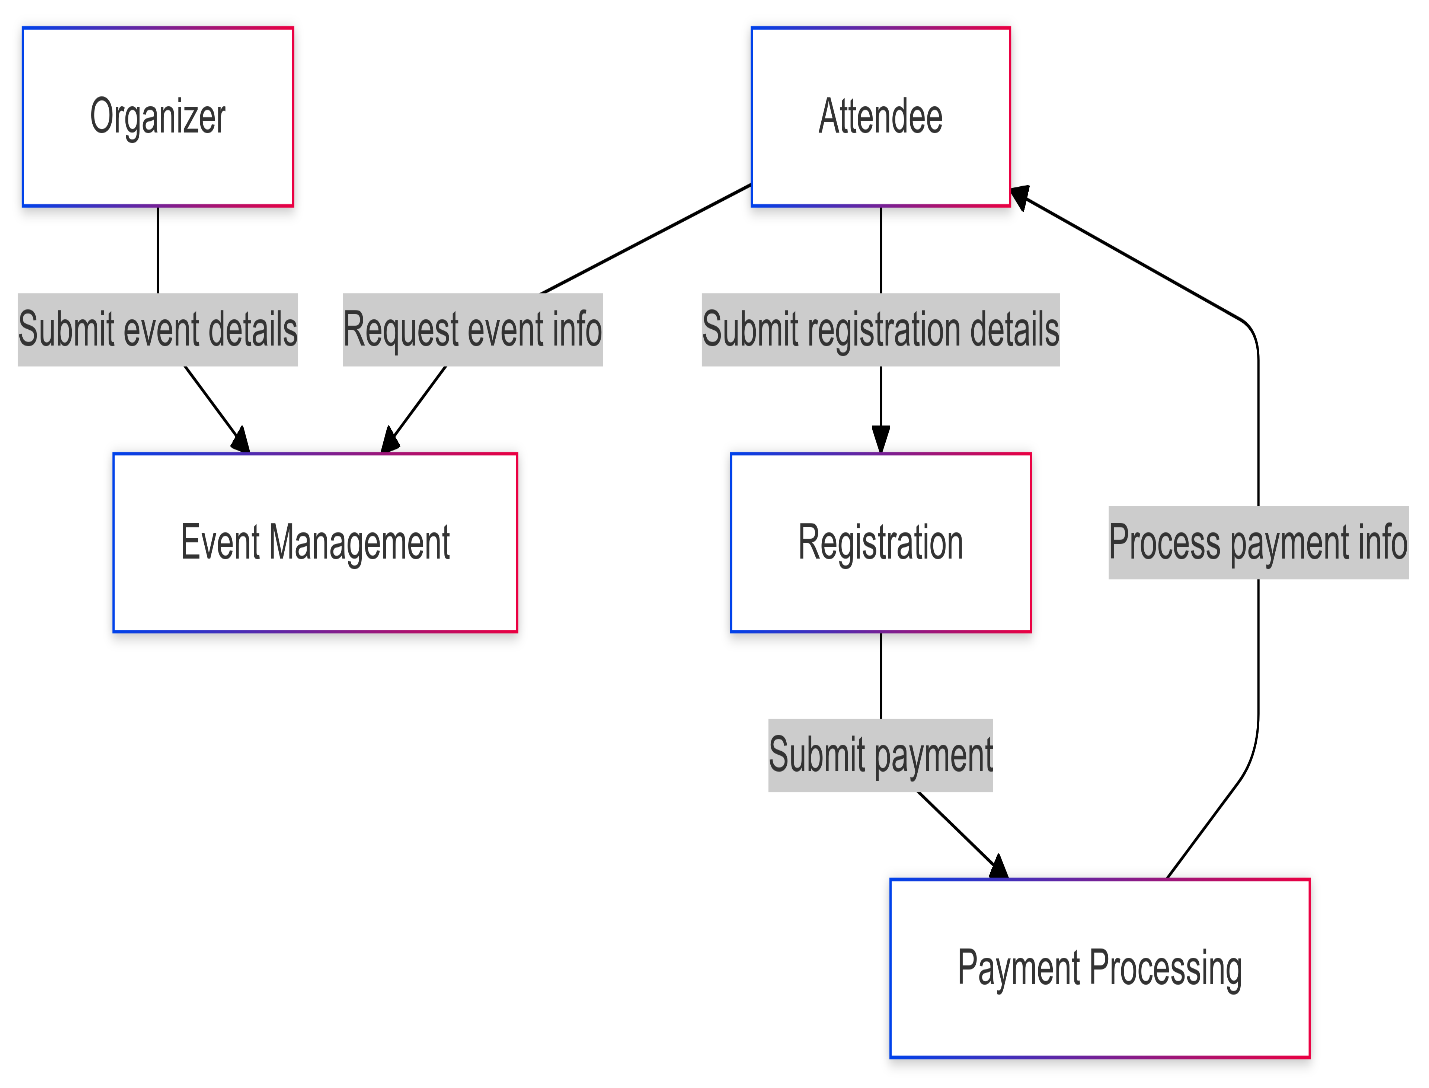 Organizer
Attendee
Submit event details
Request event info
Submit registration details
Event Management
Registration
Process payment info
Submit payment
Payment Processing